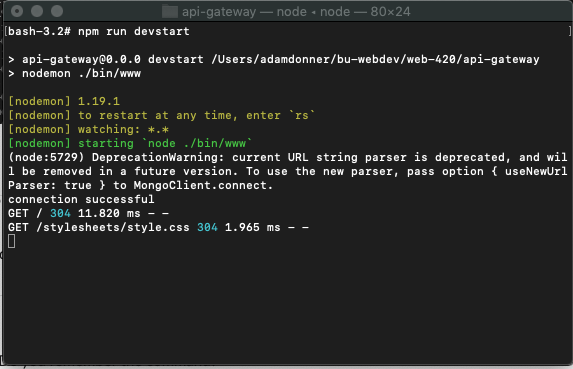 api-gateway — node • node — 80×24
[bash-3.2# npm run devstart ]
> api-gateway@0.0.0 devstart /Users/adamdonner/bu-webdev/web-420/api-gateway
> nodemon ./bin/www
[nodemon] 1.19.1
[nodemon] to restart at any time, enter `rs`
[nodemon] watching: *.*
[nodemon] starting `node ./bin/www`
(node:5729) DeprecationWarning: current URL string parser is deprecated, and wil
l be removed in a future version. To use the new parser, pass option { useNewUrl
Parser: true } to MongoClient.connect.
connection successful
GET / 304 11.820 ms - -
GET /stylesheets/style.css 304 1.965 ms - -